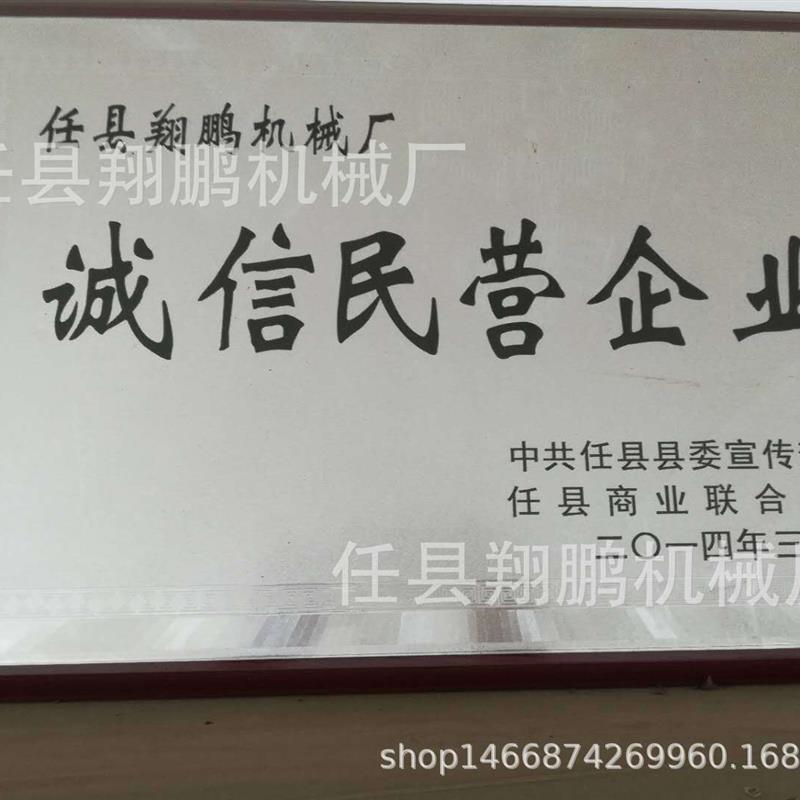 任县翔鹏机械厂
任县翔鹏机械厂
诚信民营企业
中共任县县委宣传
任县商业联合
二〇一四年三
任县翔鹏机械厂
shop1466874269960.168